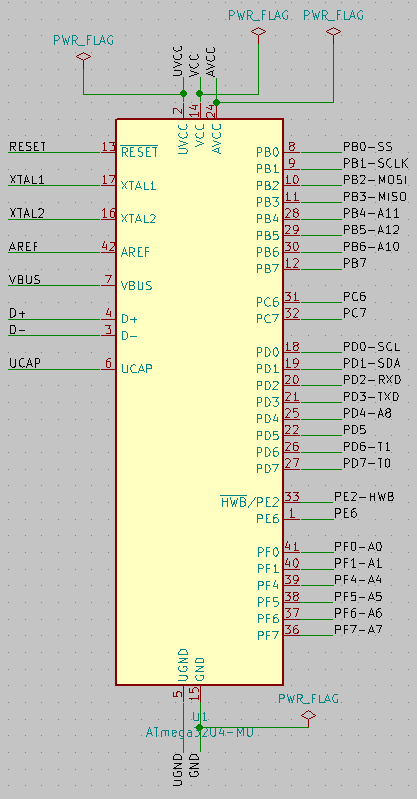 PWR_FLAG PWR_FLAG
PWR_FLAG
UVCC VCC AVCC
2 14 24
UVCC VCC AVCC
RESET 13 RESET
XTAL1 17 XTAL1
XTAL2 16 XTAL2
AREF 42 AREF
VBUS 7 VBUS
D+ 4 D+
D- 3 D-
UCAP 6 UCAP
PB0 8 PB0-SS
PB1 9 PB1-SCLK
PB2 10 PB2-MOSI
PB3 11 PB3-MISO
PB4 28 PB4-A11
PB5 29 PB5-A12
PB6 30 PB6-A10
PB7 12 PB7
PC6 31 PC6
PC7 32 PC7
PD0 18 PD0-SCL
PD1 19 PD1-SDA
PD2 20 PD2-RXD
PD3 21 PD3-TXD
PD4 25 PD4-A8
PD5 22 PD5
PD6 26 PD6-T1
PD7 27 PD7-T0
HWB/PE2 33 PE2-HWB
PE6 1 PE6
PF0 41 PF0-A0
PF1 40 PF1-A1
PF4 39 PF4-A4
PF5 38 PF5-A5
PF6 37 PF6-A6
PF7 36 PF7-A7
UGND GND
5 15
PWR_FLAG
U1
ATmega32U4-MU
UGND GND